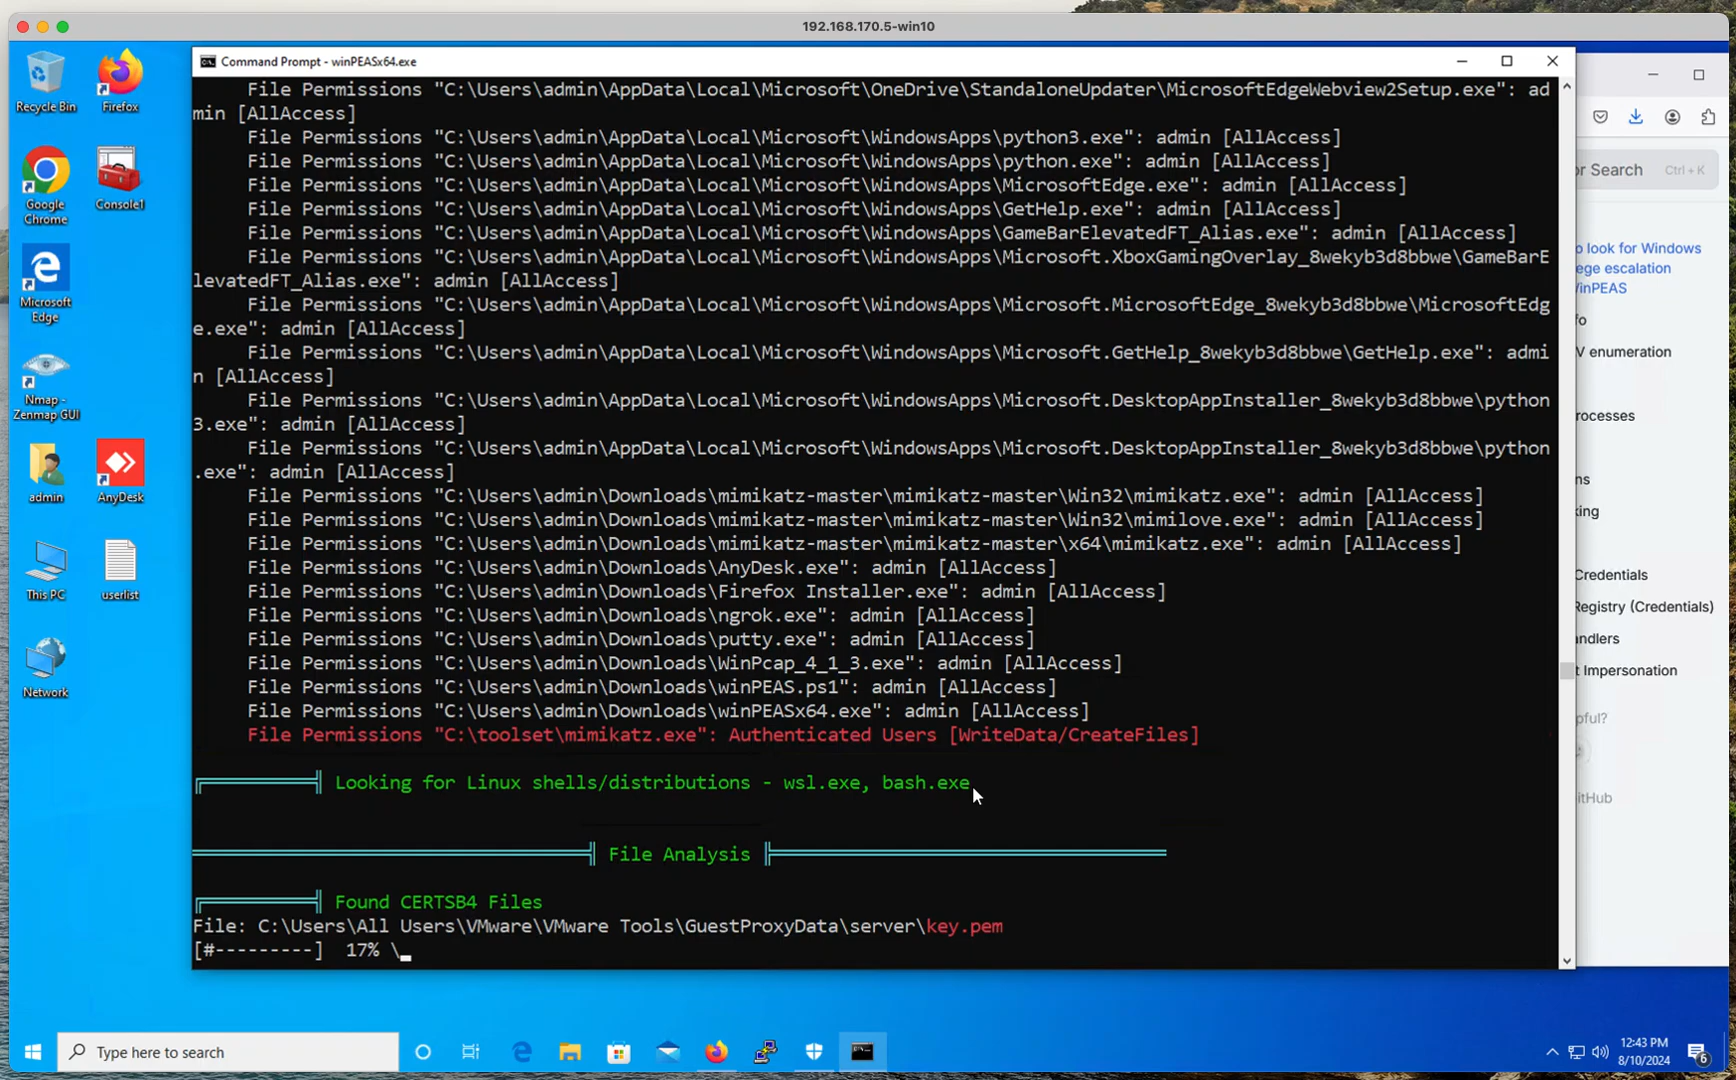 192.168.170.5-win10
Command Prompt - winPEASx64.exe
File Permissions "C:\Users\admin\AppData\Local\Microsoft\OneDrive\StandaloneUpdater\MicrosoftEdgeWebview2Setup.exe": ad
min [AllAccess]
File Permissions "C:\Users\admin\AppData\Local\Microsoft\WindowsApps\python3.exe": admin [AllAccess]
File Permissions "C:\Users\admin\AppData\Local\Microsoft\WindowsApps\python.exe": admin [AllAccess]
File Permissions "C:\Users\admin\AppData\Local\Microsoft\WindowsApps\MicrosoftEdge.exe": admin [AllAccess]
File Permissions "C:\Users\admin\AppData\Local\Microsoft\WindowsApps\GetHelp.exe": admin [AllAccess]
File Permissions "C:\Users\admin\AppData\Local\Microsoft\WindowsApps\GameBarElevatedFT_Alias.exe": admin [AllAccess]
File Permissions "C:\Users\admin\AppData\Local\Microsoft\WindowsApps\Microsoft.XboxGamingOverlay_8wekyb3d8bbwe\GameBarE
levatedFT_Alias.exe": admin [AllAccess]
File Permissions "C:\Users\admin\AppData\Local\Microsoft\WindowsApps\Microsoft.MicrosoftEdge_8wekyb3d8bbwe\MicrosoftEdg
e.exe": admin [AllAccess]
File Permissions "C:\Users\admin\AppData\Local\Microsoft\WindowsApps\Microsoft.GetHelp_8wekyb3d8bbwe\GetHelp.exe": admi
n [AllAccess]
File Permissions "C:\Users\admin\AppData\Local\Microsoft\WindowsApps\Microsoft.DesktopAppInstaller_8wekyb3d8bbwe\python
3.exe": admin [AllAccess]
File Permissions "C:\Users\admin\AppData\Local\Microsoft\WindowsApps\Microsoft.DesktopAppInstaller_8wekyb3d8bbwe\python
.exe": admin [AllAccess]
File Permissions "C:\Users\admin\Downloads\mimikatz-master\mimikatz-master\Win32\mimikatz.exe": admin [AllAccess]
File Permissions "C:\Users\admin\Downloads\mimikatz-master\mimikatz-master\Win32\mimilove.exe": admin [AllAccess]
File Permissions "C:\Users\admin\Downloads\mimikatz-master\mimikatz-master\x64\mimikatz.exe": admin [AllAccess]
File Permissions "C:\Users\admin\Downloads\AnyDesk.exe": admin [AllAccess]
File Permissions "C:\Users\admin\Downloads\Firefox Installer.exe": admin [AllAccess]
File Permissions "C:\Users\admin\Downloads\ngrok.exe": admin [AllAccess]
File Permissions "C:\Users\admin\Downloads\putty.exe": admin [AllAccess]
File Permissions "C:\Users\admin\Downloads\WinPcap_4_1_3.exe": admin [AllAccess]
File Permissions "C:\Users\admin\Downloads\winPEAS.ps1": admin [AllAccess]
File Permissions "C:\Users\admin\Downloads\winPEASx64.exe": admin [AllAccess]
File Permissions "C:\toolset\mimikatz.exe": Authenticated Users [WriteData/CreateFiles]
Looking for Linux shells/distributions - wsl.exe, bash.exe
File Analysis
Found CERTSB4 Files
File: C:\Users\All Users\VMware\VMware Tools\GuestProxyData\server\key.pem
[#---------] 17% \
Recycle Bin
Firefox
Google
Chrome
Console1
Microsoft
Edge
Nmap -
Zenmap GUI
admin
AnyDesk
This PC
userlist
Network
or Search
Ctrl + K
o look for Windows
ege escalation
VinPEAS
fo
V enumeration
rocesses
ns
king
Credentials
Registry (Credentials)
andlers
t Impersonation
lpful?
itHub
Type here to search
12:43 PM
8/10/2024
6